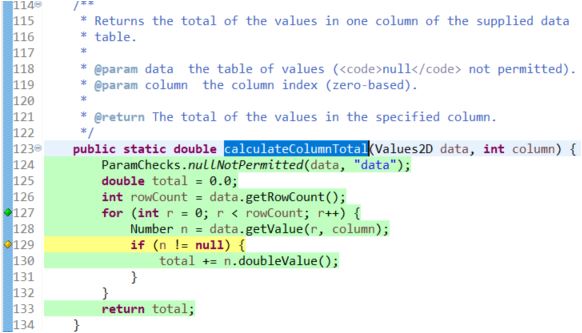 114 /**
115 * Returns the total of the values in one column of the supplied data
116 * table.
117 *
118 * @param data  the table of values (<code>null</code> not permitted).
119 * @param column  the column index (zero-based).
120 *
121 * @return The total of the values in the specified column.
122 */
123 public static double calculateColumnTotal(Values2D data, int column) {
124 ParamChecks.nullNotPermitted(data, "data");
125 double total = 0.0;
126 int rowCount = data.getRowCount();
127 for (int r = 0; r < rowCount; r++) {
128 Number n = data.getValue(r, column);
129 if (n != null) {
130 total += n.doubleValue();
131 }
132 }
133 return total;
134 }